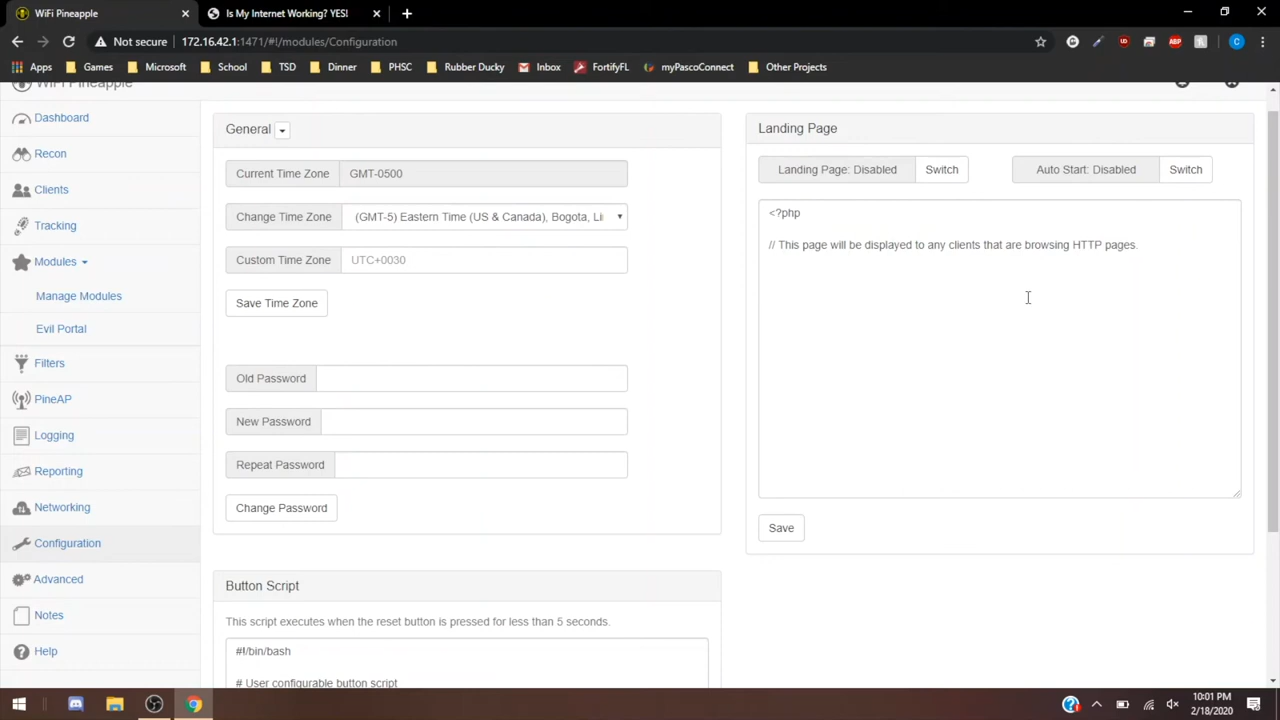 WiFi Pineapple
Is My Internet Working? YES!
Not secure
172.16.42.1:1471/#!/modules/Configuration
Apps
Games
Microsoft
School
TSD
Dinner
PHSC
Rubber Ducky
Inbox
FortifyFL
myPascoConnect
Other Projects
WiFi Pineapple
Dashboard
Recon
Clients
Tracking
Modules
Manage Modules
Evil Portal
Filters
PineAP
Logging
Reporting
Networking
Configuration
Advanced
Notes
Help
General
Current Time Zone GMT-0500
Change Time Zone (GMT-5) Eastern Time (US & Canada), Bogota, Li
Custom Time Zone UTC+0030
Save Time Zone
Old Password
New Password
Repeat Password
Change Password
Button Script
This script executes when the reset button is pressed for less than 5 seconds.
#!/bin/bash
# User configurable button script
Landing Page
Landing Page: Disabled Switch
Auto Start: Disabled Switch
<?php
// This page will be displayed to any clients that are browsing HTTP pages.
Save
10:01 PM
2/18/2020